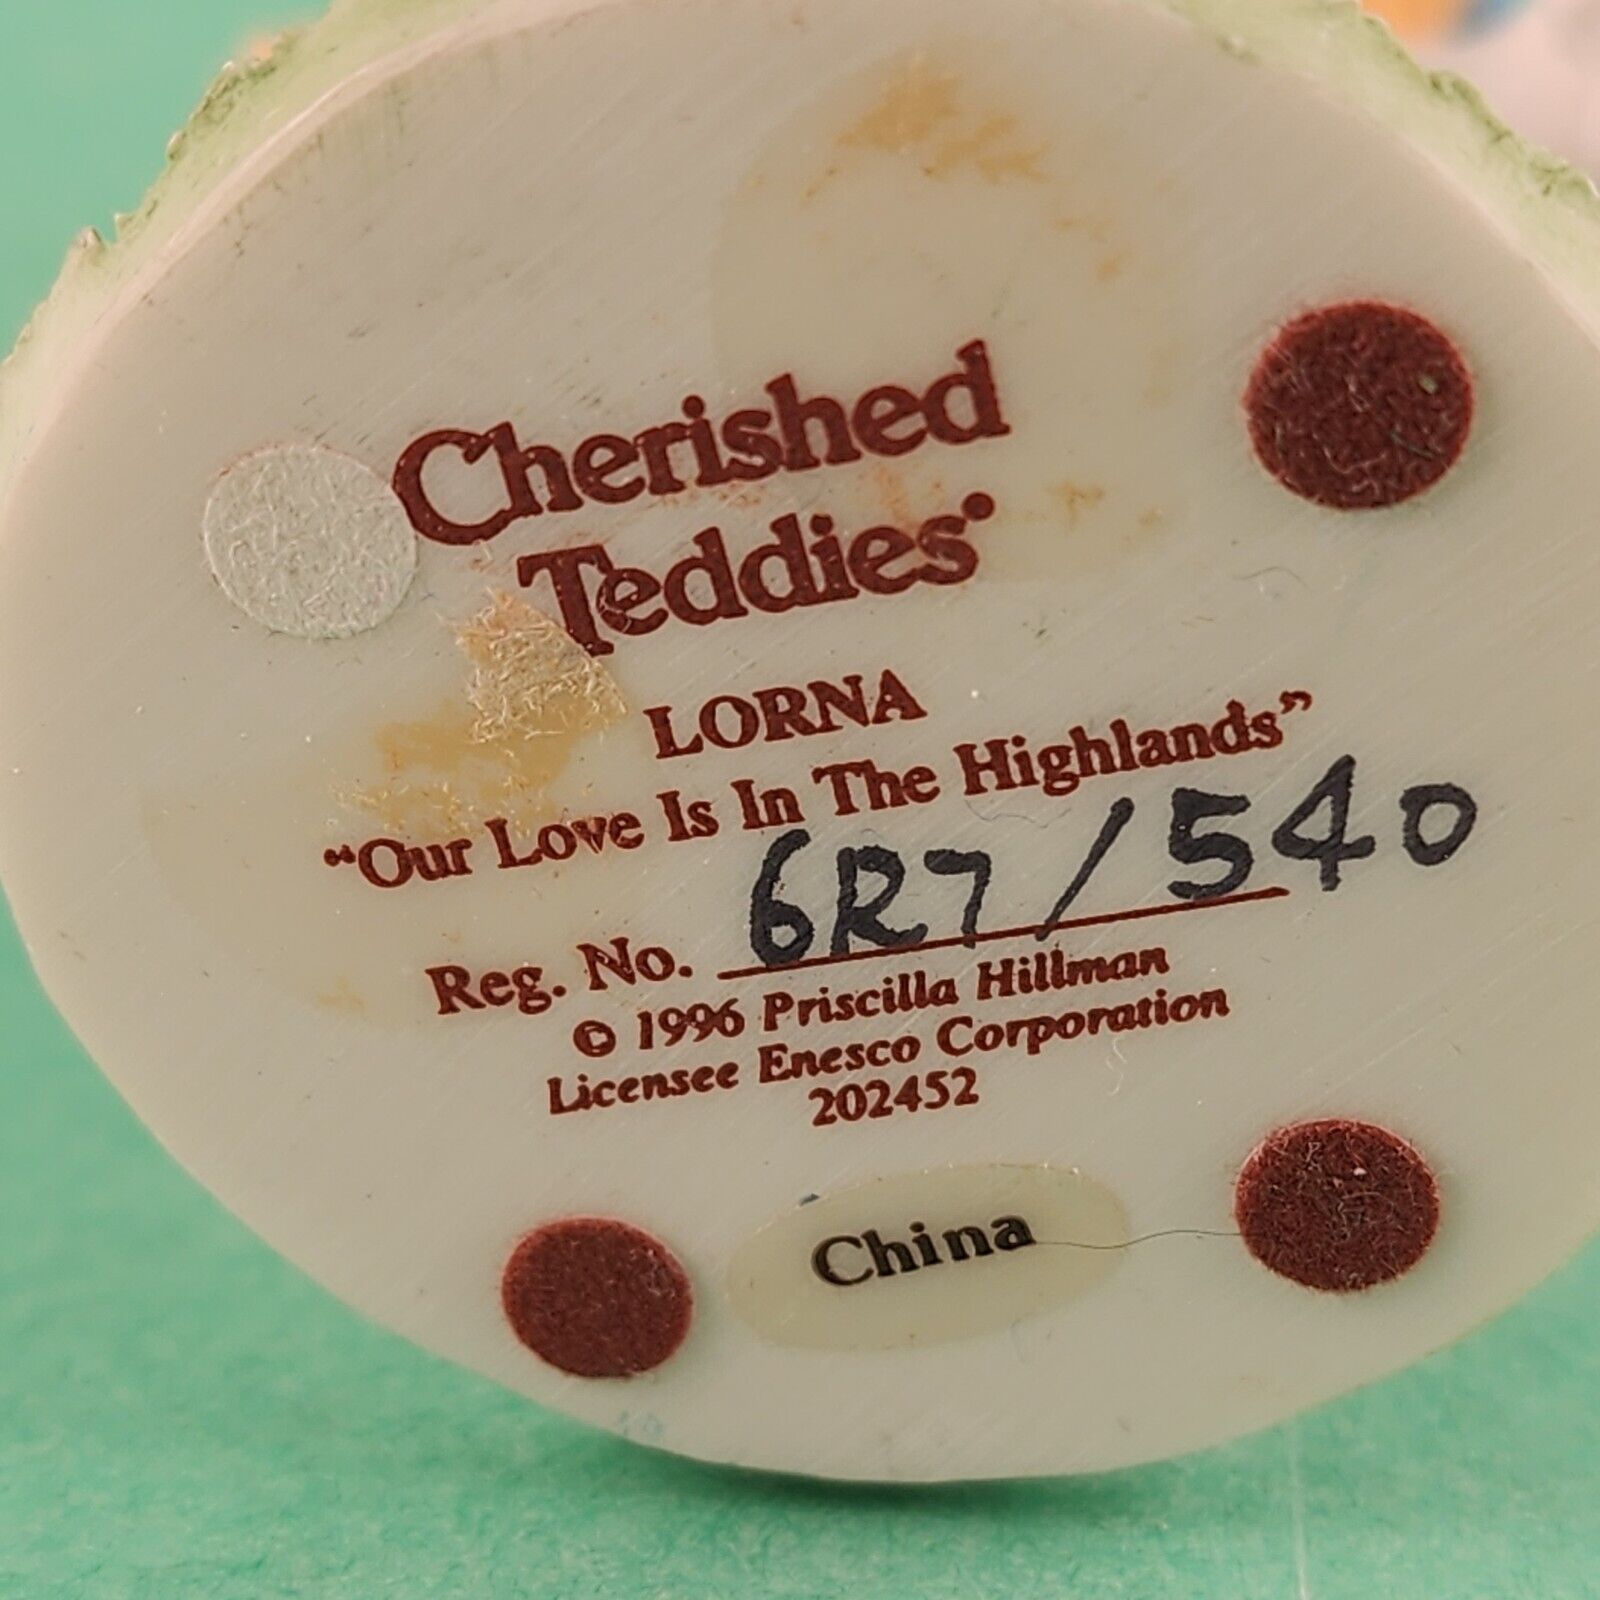 Cherished
Teddies®
LORNA
“Our Love Is In The Highlands”
Reg. No. 6R7/540
© 1996 Priscilla Hillman
Licensee Enesco Corporation
202452
China